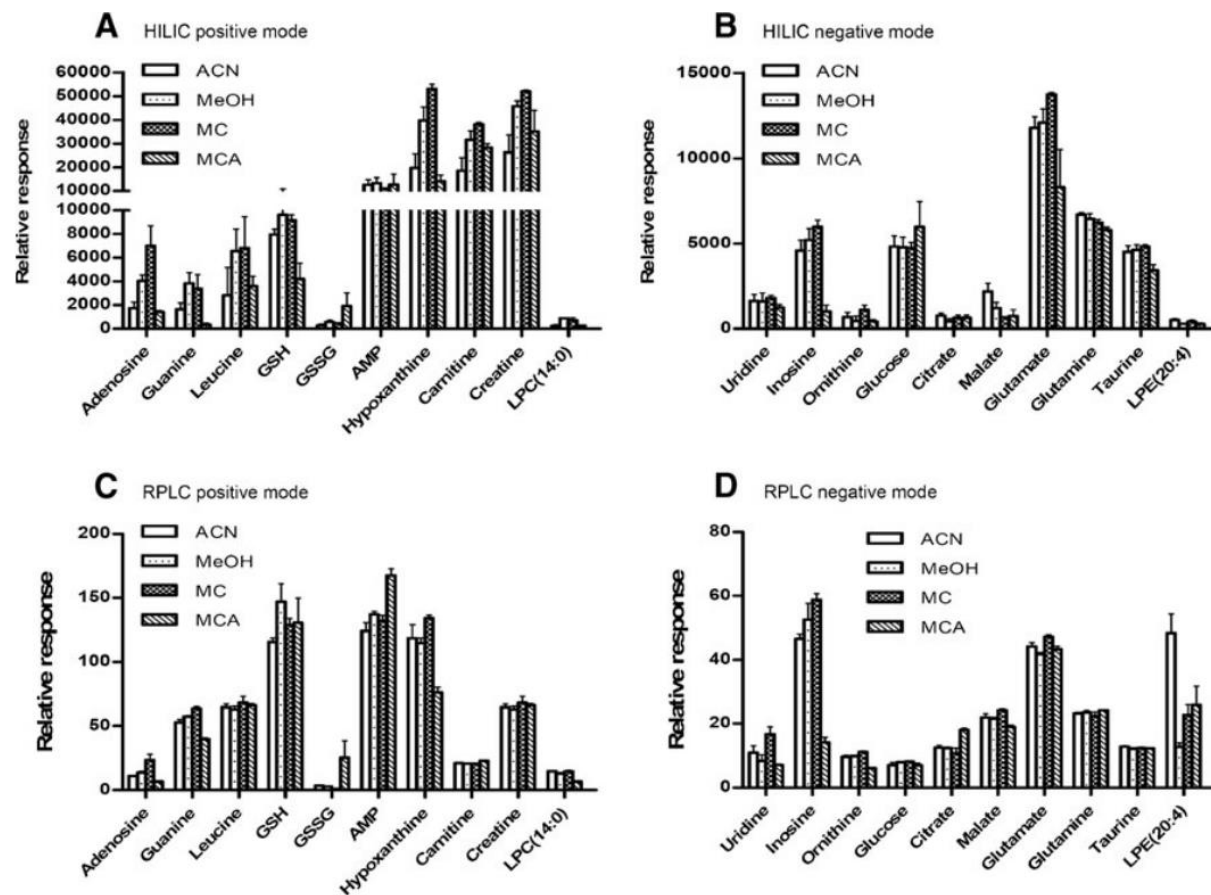 A HILIC positive mode
Relative response
60000
50000
40000
30000
20000
10000
10000
8000
6000
4000
2000
0
ACN
MeOH
MC
MCA
Adenosine
Guanine
Leucine
GSH
GSSG
AMP
Hypoxanthine
Carnitine
Creatine
LPC(14:0)
B HILIC negative mode
Relative response
15000
10000
5000
0
ACN
MeOH
MC
MCA
Uridine
Inosine
Ornithine
Glucose
Citrate
Malate
Glutamate
Glutamine
Taurine
LPE(20:4)
C RPLC positive mode
Relative response
200
150
100
50
0
ACN
MeOH
MC
MCA
Adenosine
Guanine
Leucine
GSH
GSSG
AMP
Hypoxanthine
Carnitine
Creatine
LPC(14:0)
D RPLC negative mode
Relative response
80
60
40
20
0
ACN
MeOH
MC
MCA
Uridine
Inosine
Ornithine
Glucose
Citrate
Malate
Glutamate
Glutamine
Taurine
LPE(20:4)